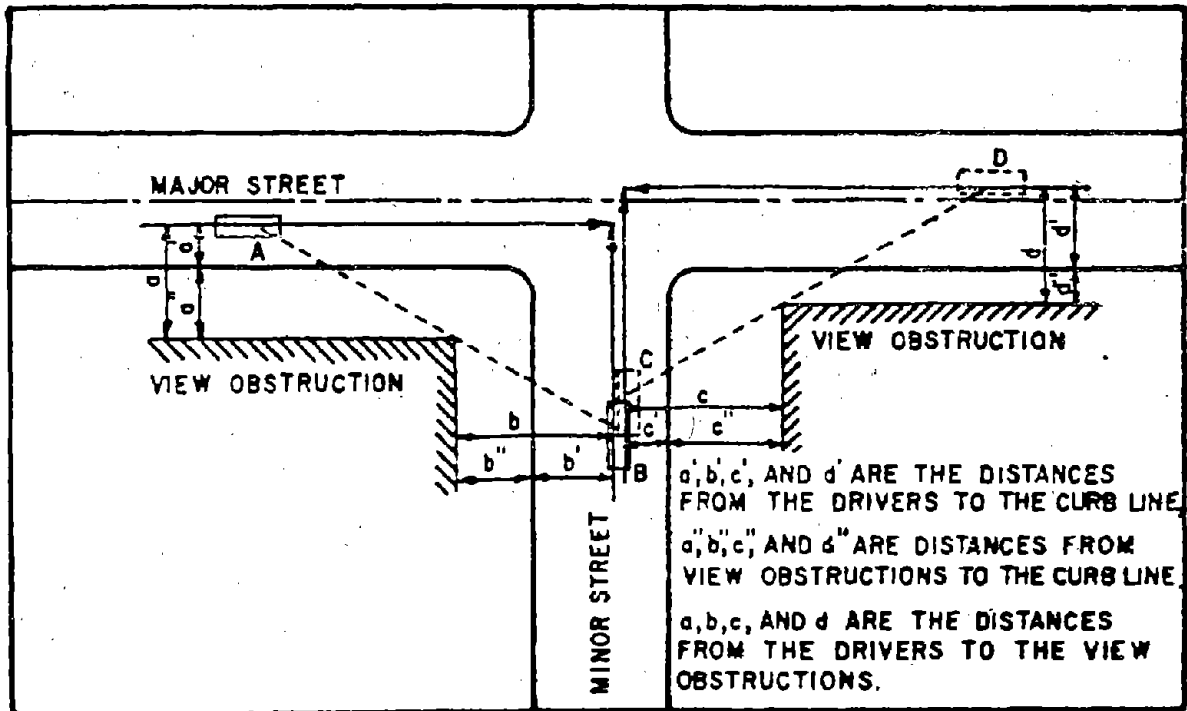 MAJOR STREET
D
A
a
a'
a"
d
d'
d"
VIEW OBSTRUCTION
VIEW OBSTRUCTION
C
c
c'
c"
b
b"
b'
B
MINOR STREET
a',b',c', AND d' ARE THE DISTANCES
FROM THE DRIVERS TO THE CURB LINE.
a",b",c", AND d" ARE DISTANCES FROM
VIEW OBSTRUCTIONS TO THE CURB LINE.
a,b,c, AND d ARE THE DISTANCES
FROM THE DRIVERS TO THE VIEW
OBSTRUCTIONS.